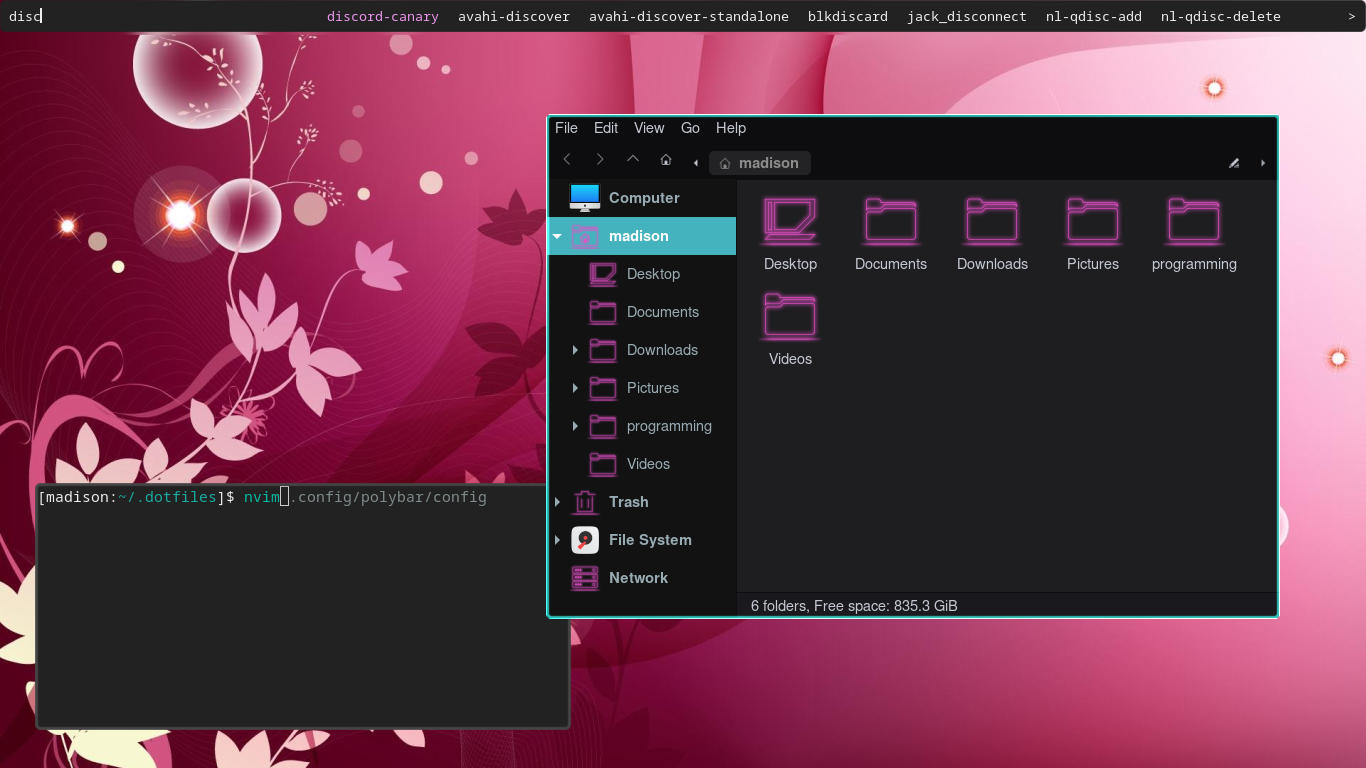 disc discord-canary avahi-discover avahi-discover-standalone blkdiscard jack_disconnect nl-qdisc-add nl-qdisc-delete >
File Edit View Go Help
madison
Computer
madison
Desktop
Documents
Downloads
Pictures
programming
Videos
Trash
File System
Network
Desktop Documents Downloads Pictures programming
Videos
6 folders, Free space: 835.3 GiB
[madison:~/.dotfiles]$ nvim .config/polybar/config